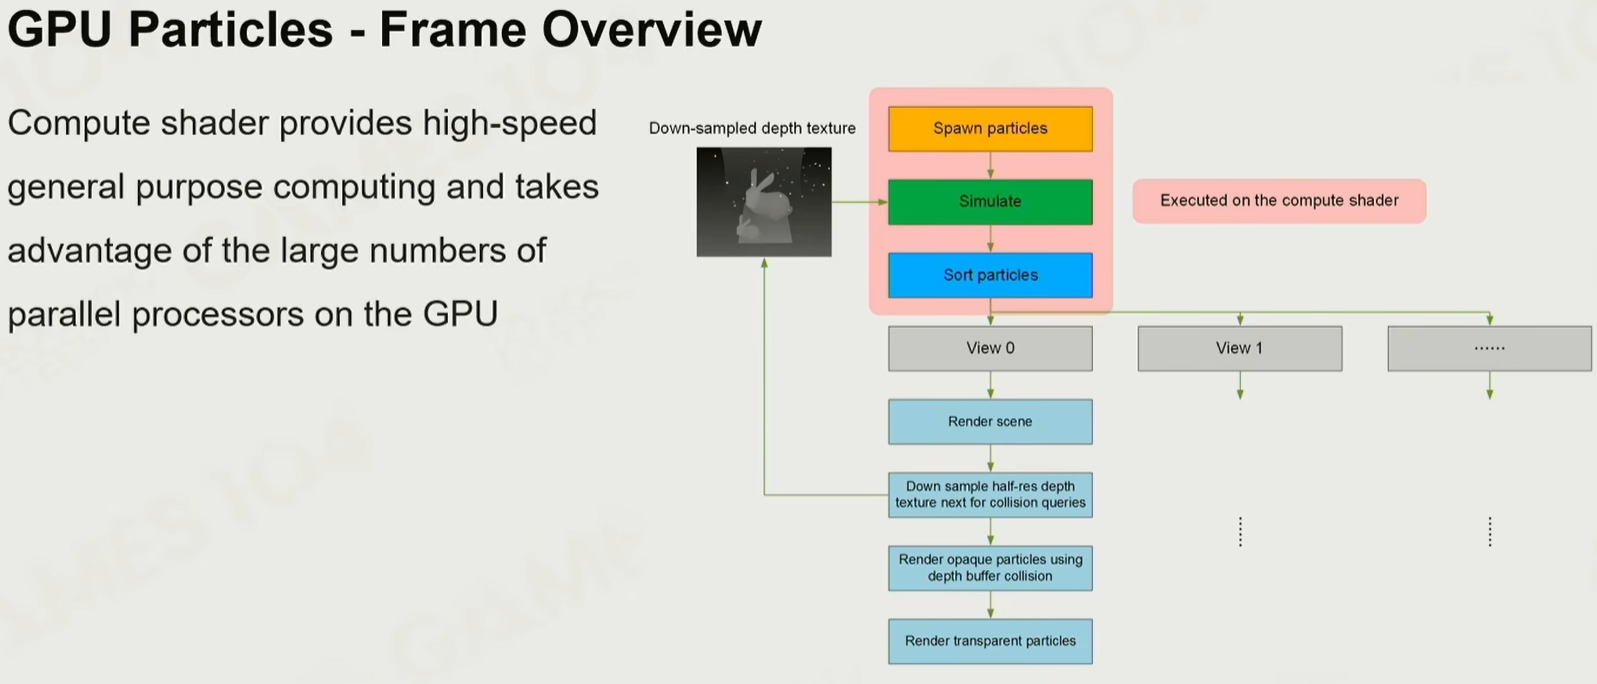 GPU Particles - Frame Overview
Compute shader provides high-speed
general purpose computing and takes
advantage of the large numbers of
parallel processors on the GPU
Down-sampled depth texture
Spawn particles
Simulate
Executed on the compute shader
Sort particles
View 0
View 1
······
Render scene
Down sample half-res depth
texture next for collision queries
Render opaque particles using
depth buffer collision
Render transparent particles
GAMES 104